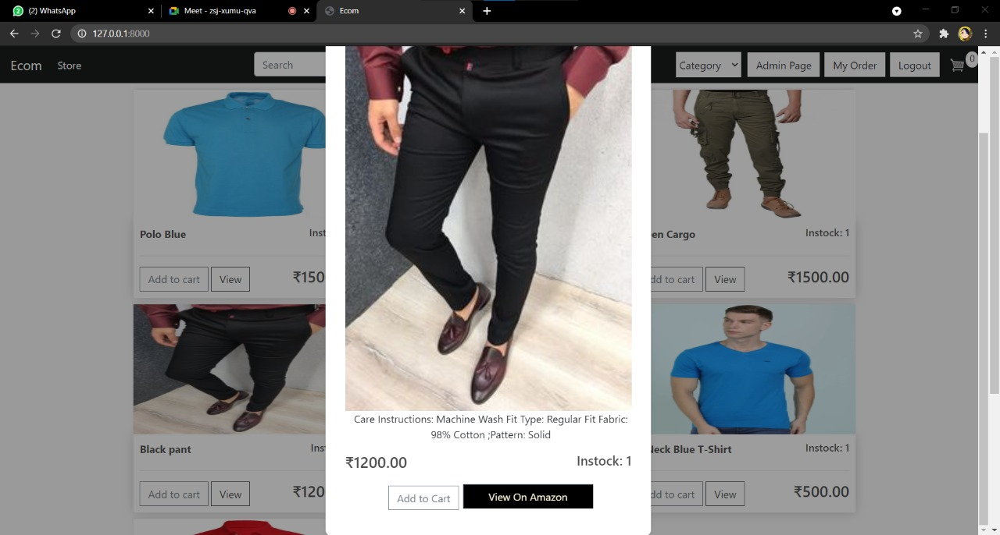 (2) WhatsApp
Meet - zsj-xumu-qva
Ecom
127.0.0.1:8000
Ecom
Store
Search
Category
Admin Page
My Order
Logout
0
Polo Blue
Inst
Add to cart
View
₹150
en Cargo
Instock: 1
dd to cart
View
₹1500.00
Black pant
Inst
Add to cart
View
₹120
Neck Blue T-Shirt
Instock: 1
dd to cart
View
₹500.00
Care Instructions: Machine Wash Fit Type: Regular Fit Fabric:
98% Cotton ;Pattern: Solid
₹1200.00
Instock: 1
Add to Cart
View On Amazon